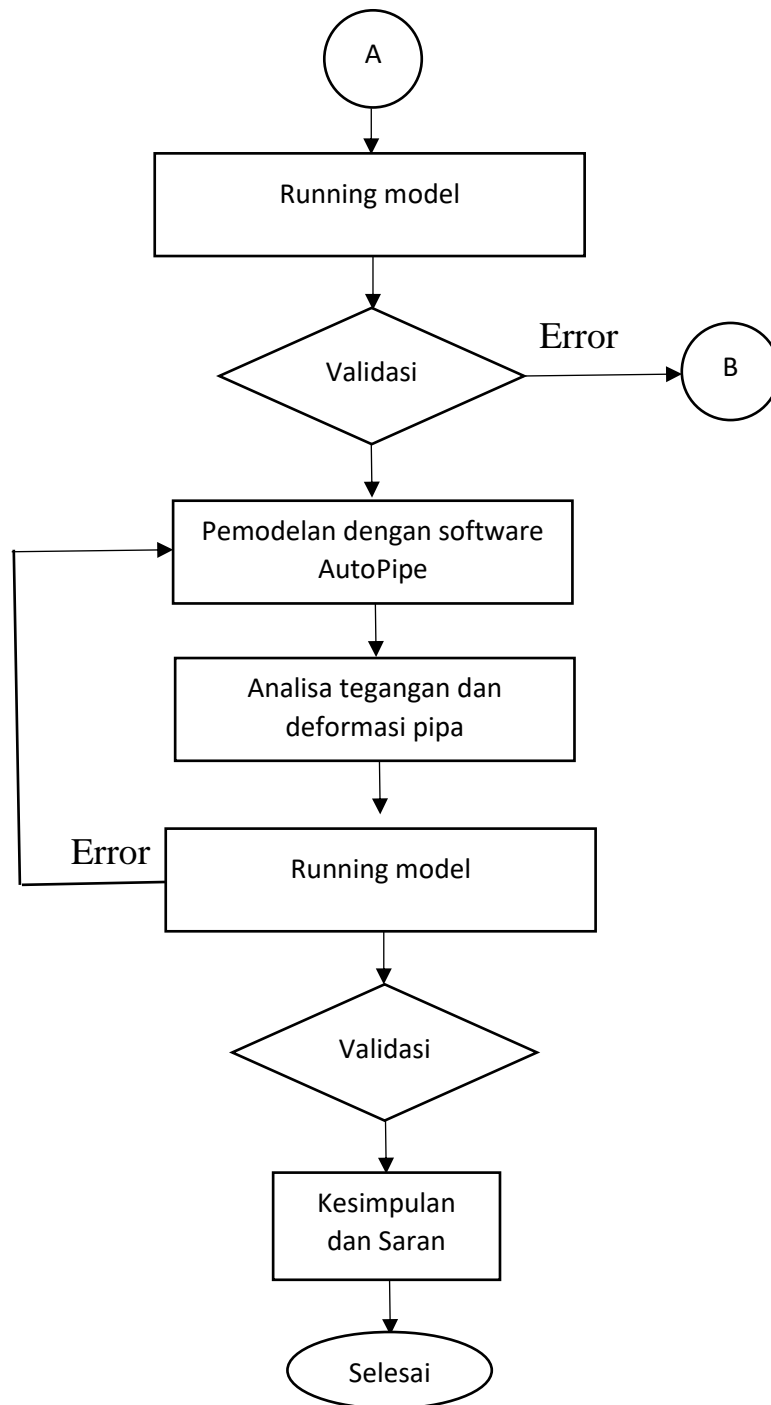 A
Running model
Error
Validasi
B
Pemodelan dengan software
AutoPipe
Analisa tegangan dan
deformasi pipa
Error
Running model
Validasi
Kesimpulan
dan Saran
Selesai